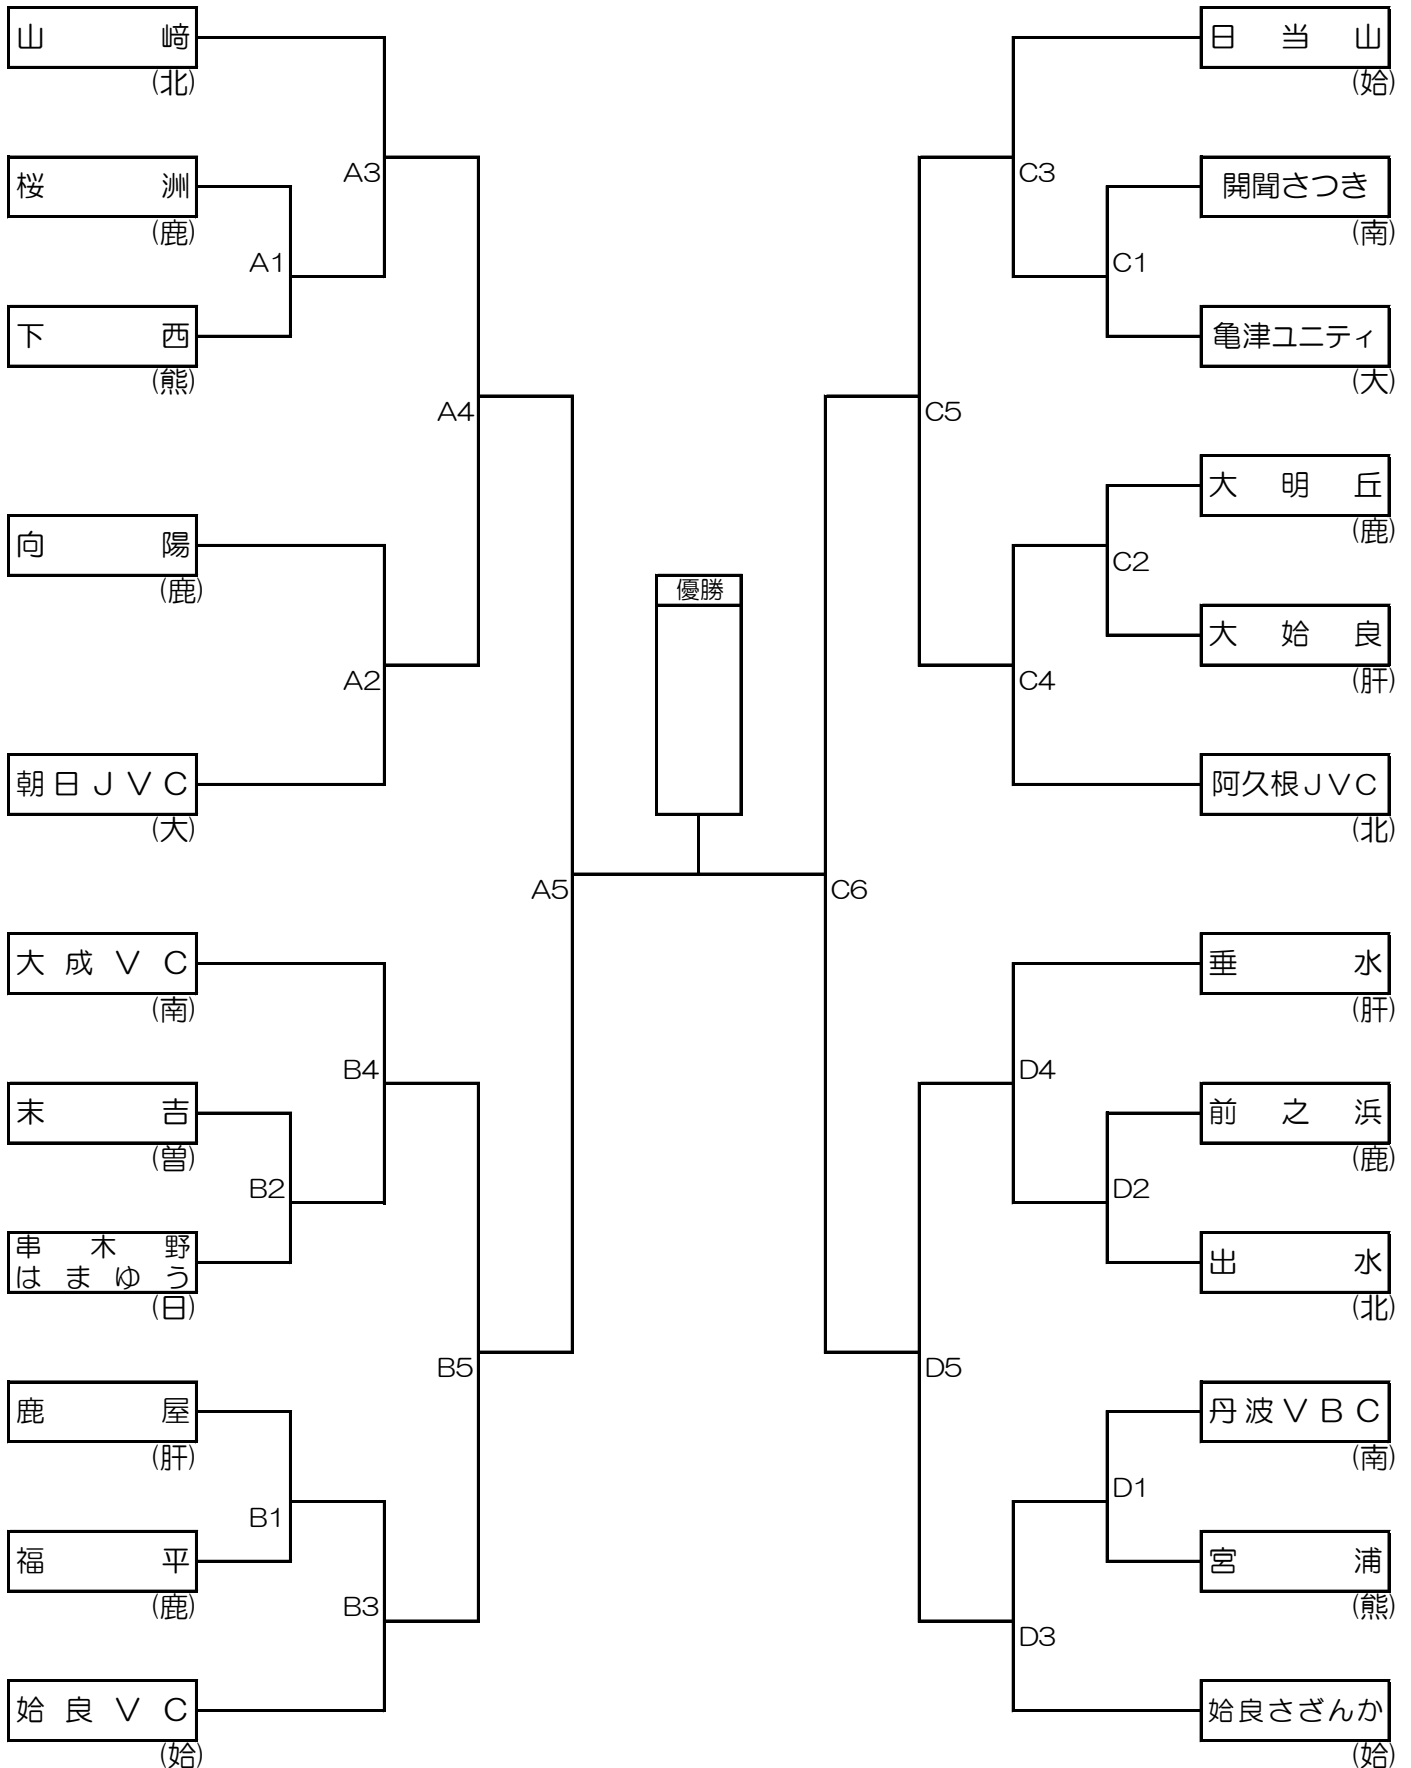 山﨑
(北)
桜洲
(鹿)
A1
下西
(熊)
A3
向陽
(鹿)
A4
A2
朝日JVC
(大)
A5
大成VC
(南)
B4
末吉
(曽)
B2
串木野
はまゆう
(日)
B5
鹿屋
(肝)
B1
福平
(鹿)
B3
姶良VC
(姶)
優勝
日当山
(姶)
C3
開聞さつき
(南)
C1
亀津ユニティ
(大)
C5
大明丘
(鹿)
C2
大姶良
(肝)
C4
阿久根JVC
(北)
C6
垂水
(肝)
D4
前之浜
(鹿)
D2
出水
(北)
D5
丹波VBC
(南)
D1
宮浦
(熊)
D3
姶良さざんか
(姶)